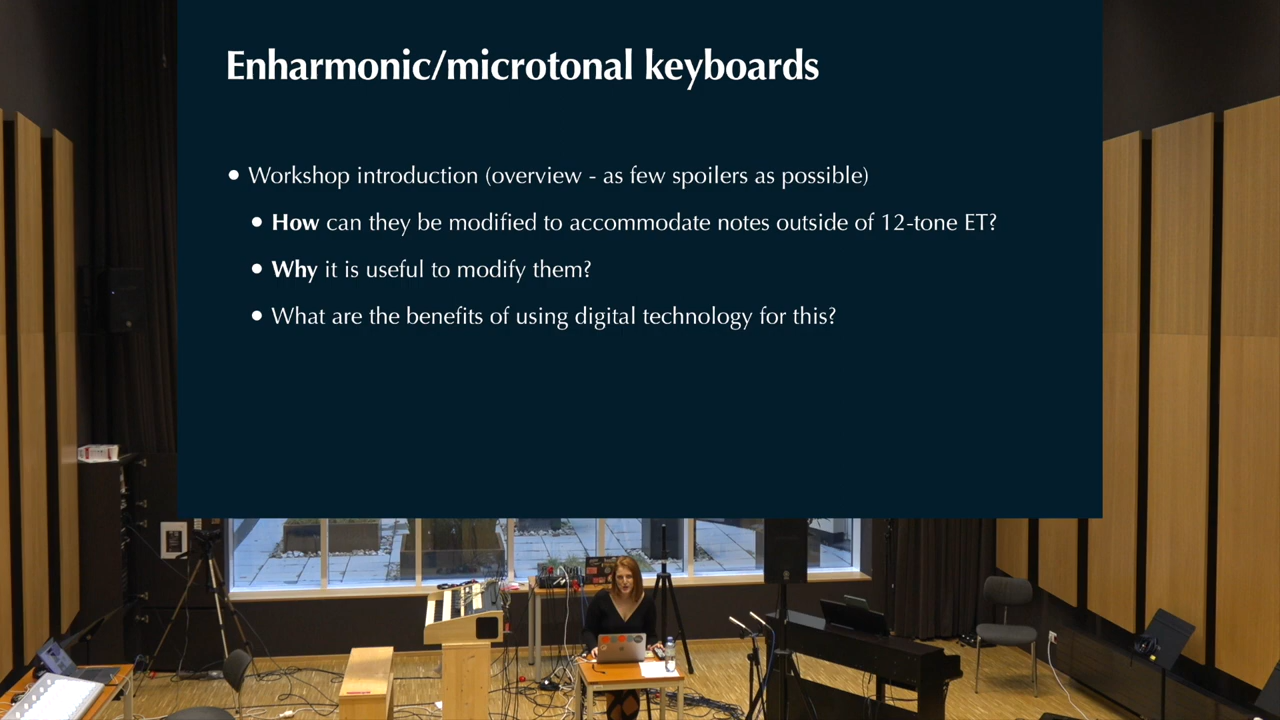 Enharmonic/microtonal keyboards
• Workshop introduction (overview - as few spoilers as possible)
• How can they be modified to accommodate notes outside of 12-tone ET?
• Why it is useful to modify them?
• What are the benefits of using digital technology for this?